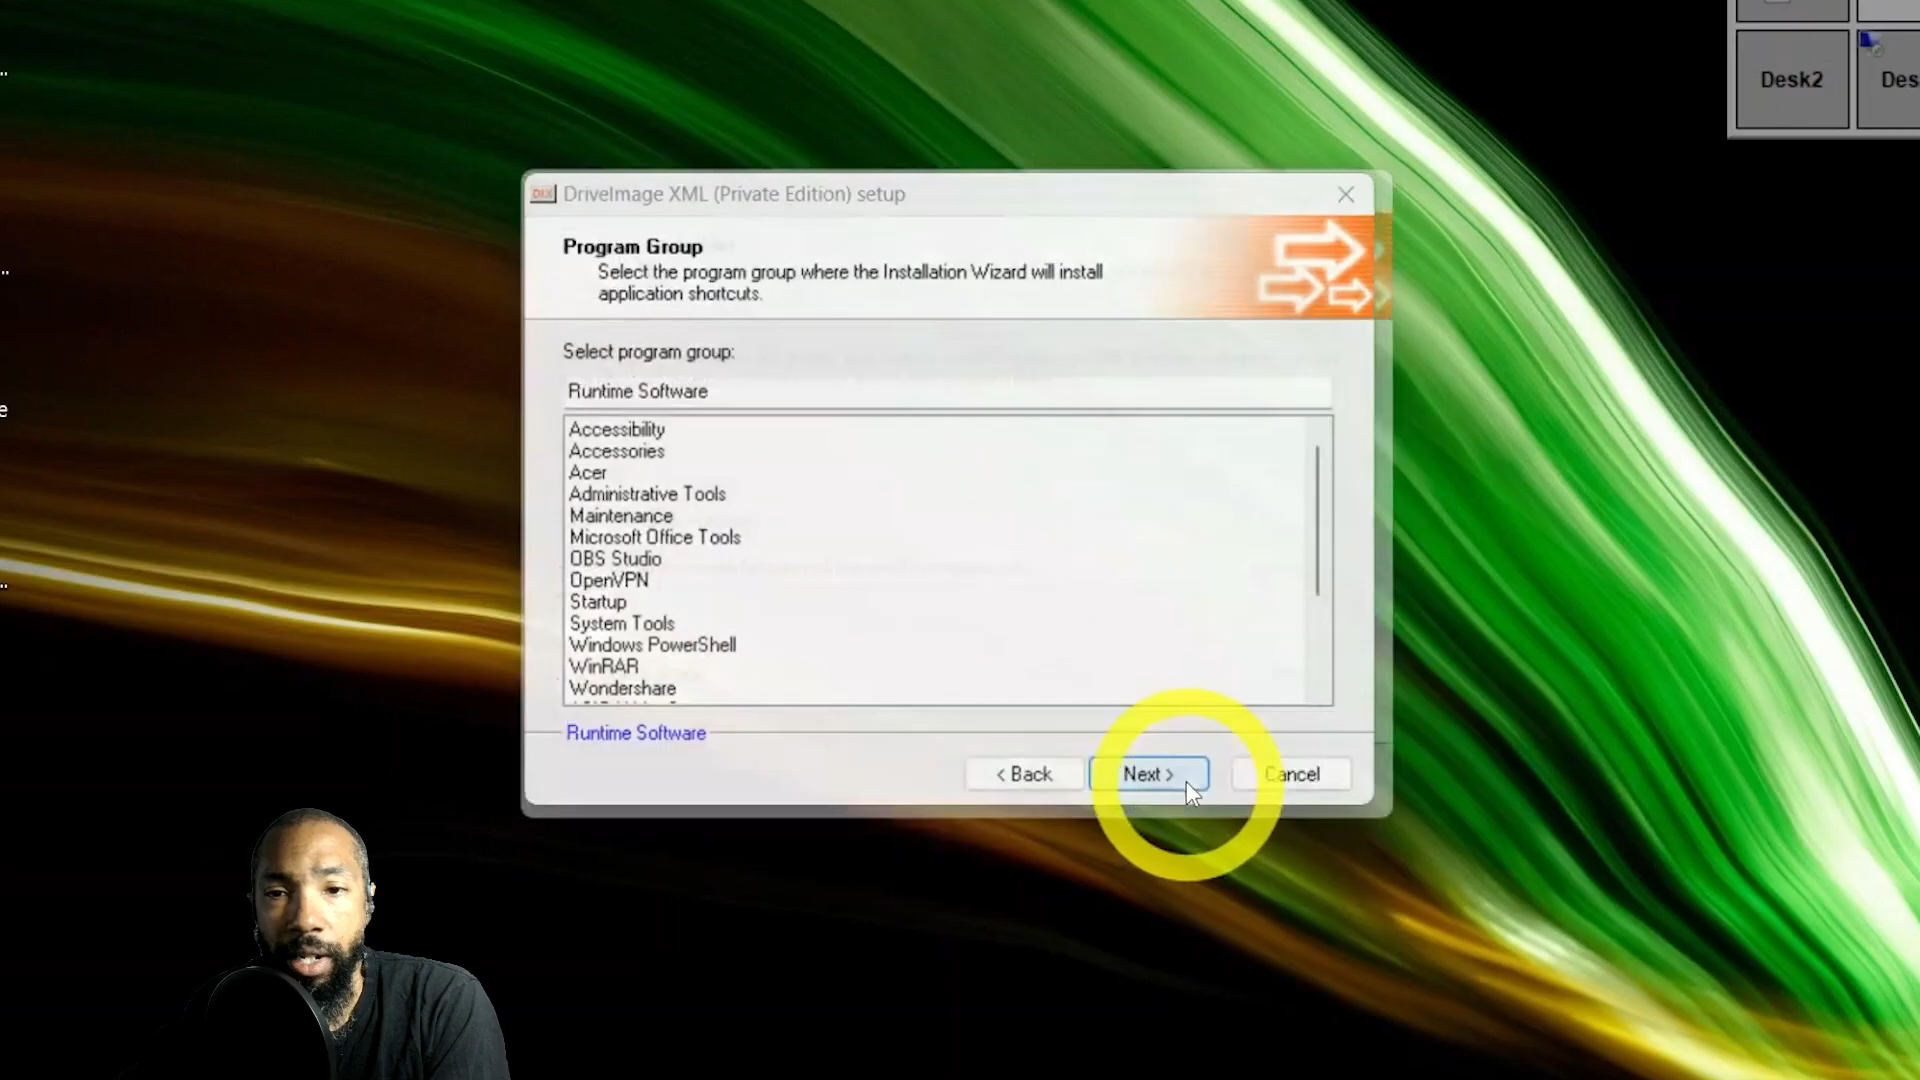 Desk2
Des
DIX DriveImage XML (Private Edition) setup
Program Group
Select the program group where the Installation Wizard will install
application shortcuts.
Select program group:
Runtime Software
Accessibility
Accessories
Acer
Administrative Tools
Maintenance
Microsoft Office Tools
OBS Studio
OpenVPN
Startup
System Tools
Windows PowerShell
WinRAR
Wondershare
Runtime Software
< Back
Next >
Cancel